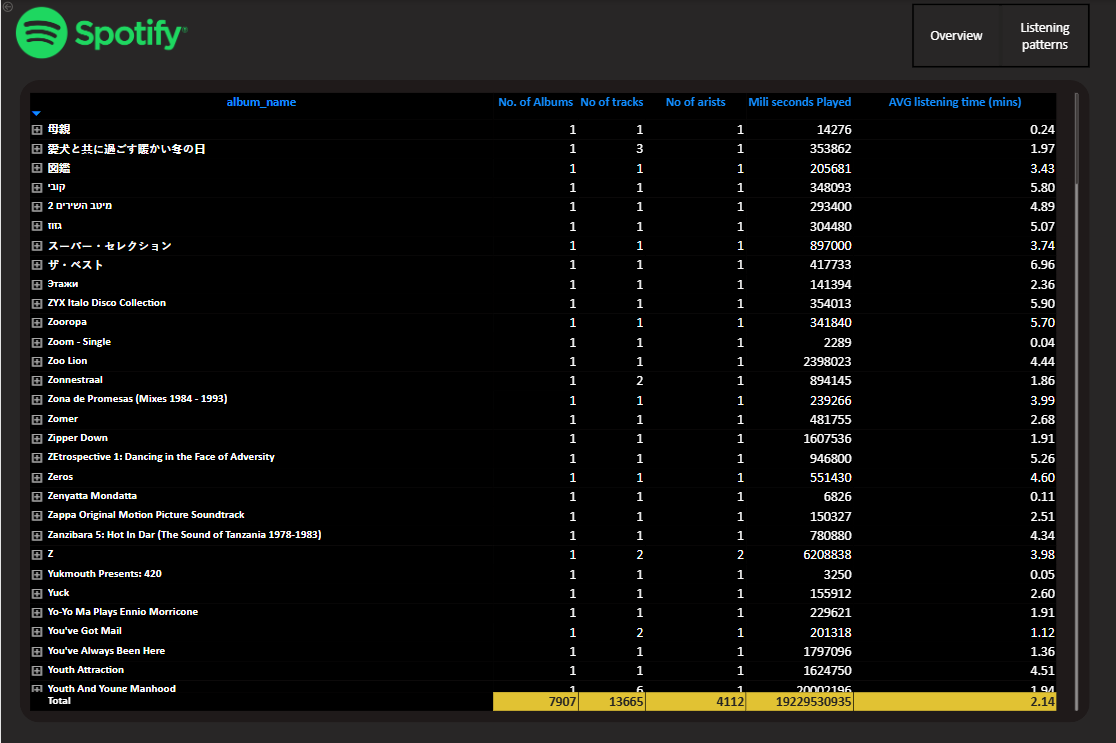 Spotify®
Overview
Listening patterns
album_name No. of Albums No of tracks No of arists Mili seconds Played AVG listening time (mins)
母親 1 1 1 14276 0.24
愛犬と共に過ごす暖かい冬の日 1 3 1 353862 1.97
図鑑 1 1 1 205681 3.43
קובי 1 1 1 348093 5.80
מיטב השירים 2 1 1 1 293400 4.89
גזוז 1 1 1 304480 5.07
スーパー・セレクション 1 1 1 897000 3.74
ザ・ベスト 1 1 1 417733 6.96
Этажи 1 1 1 141394 2.36
ZYX Italo Disco Collection 1 1 1 354013 5.90
Zooropa 1 1 1 341840 5.70
Zoom - Single 1 1 1 2289 0.04
Zoo Lion 1 1 1 2398023 4.44
Zonnestraal 1 2 1 894145 1.86
Zona de Promesas (Mixes 1984 - 1993) 1 1 1 239266 3.99
Zomer 1 1 1 481755 2.68
Zipper Down 1 1 1 1607536 1.91
ZEtrospective 1: Dancing in the Face of Adversity 1 1 1 946800 5.26
Zeros 1 1 1 551430 4.60
Zenyatta Mondatta 1 1 1 6826 0.11
Zappa Original Motion Picture Soundtrack 1 1 1 150327 2.51
Zanzibara 5: Hot In Dar (The Sound of Tanzania 1978-1983) 1 1 1 780880 4.34
Z 1 2 2 6208838 3.98
Yukmouth Presents: 420 1 1 1 3250 0.05
Yuck 1 1 1 155912 2.60
Yo-Yo Ma Plays Ennio Morricone 1 1 1 229621 1.91
You've Got Mail 1 2 1 201318 1.12
You've Always Been Here 1 1 1 1797096 1.36
Youth Attraction 1 1 1 1624750 4.51
Youth And Young Manhood 1 6 1 20002196 1.94
Total 7907 13665 4112 19229530935 2.14